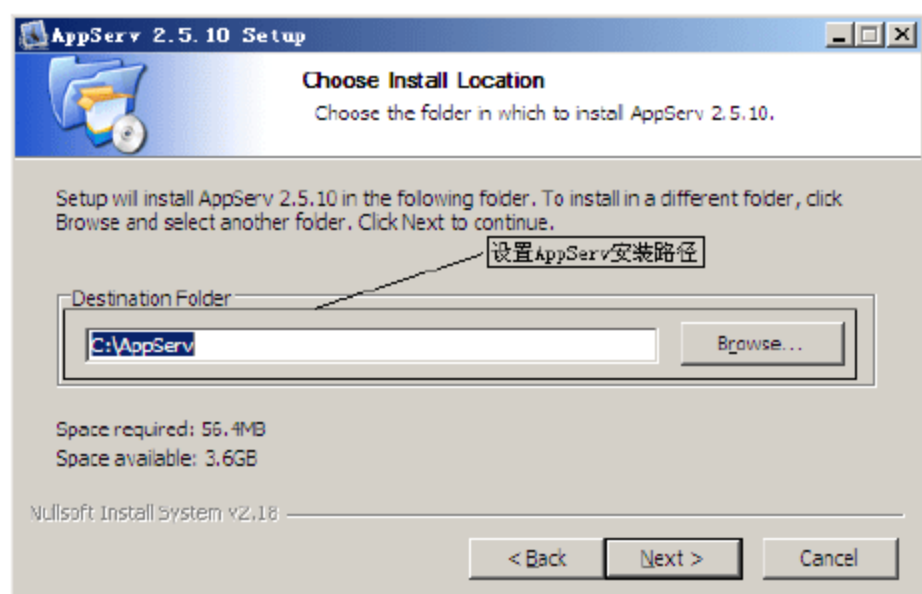 AppServ 2.5.10 Setup
Choose Install Location
Choose the folder in which to install AppServ 2.5.10.
Setup will install AppServ 2.5.10 in the following folder. To install in a different folder, click
Browse and select another folder. Click Next to continue.
设置AppServ安装路径
Destination Folder
C:\AppServ
Browse...
Space required: 56.4MB
Space available: 3.6GB
Nullsoft Install System v2.18
< Back
Next >
Cancel